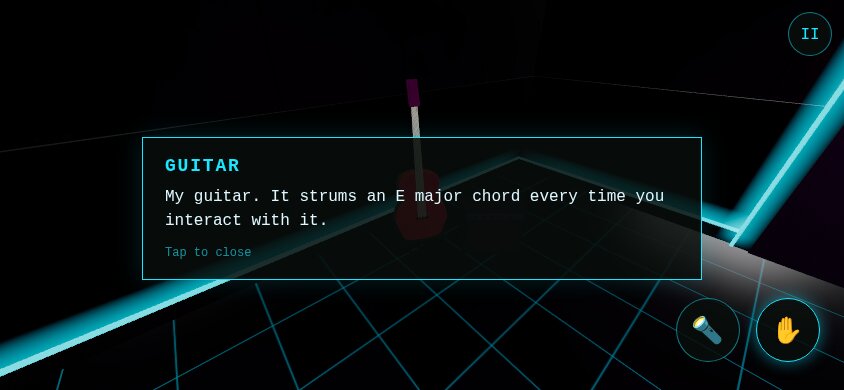 II
GUITAR
My guitar. It strums an E major chord every time you
interact with it.
Tap to close